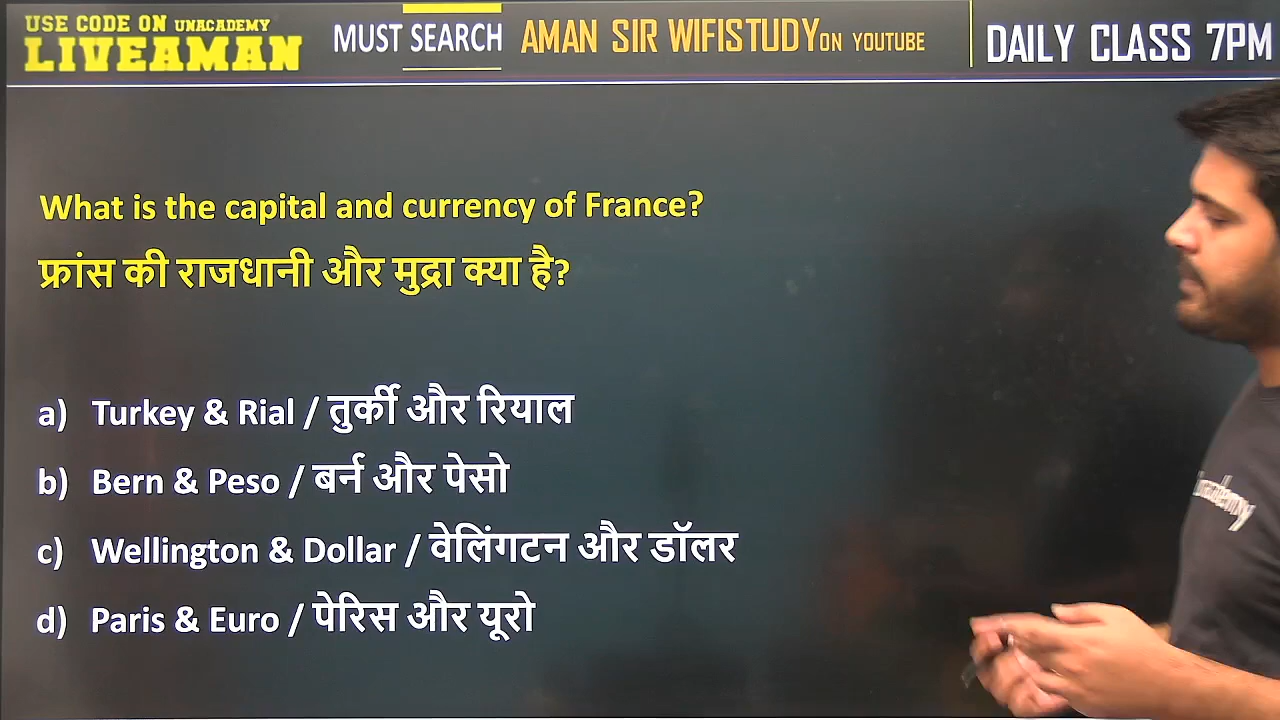 USE CODE ON UNACADEMY
LIVEAMAN
MUST SEARCH AMAN SIR WIFISTUDY ON YOUTUBE
DAILY CLASS 7PM
What is the capital and currency of France?
फ्रांस की राजधानी और मुद्रा क्या है?
a) Turkey & Rial / तुर्की और रियाल
b) Bern & Peso / बर्न और पेसो
c) Wellington & Dollar / वेलिंगटन और डॉलर
d) Paris & Euro / पेरिस और यूरो